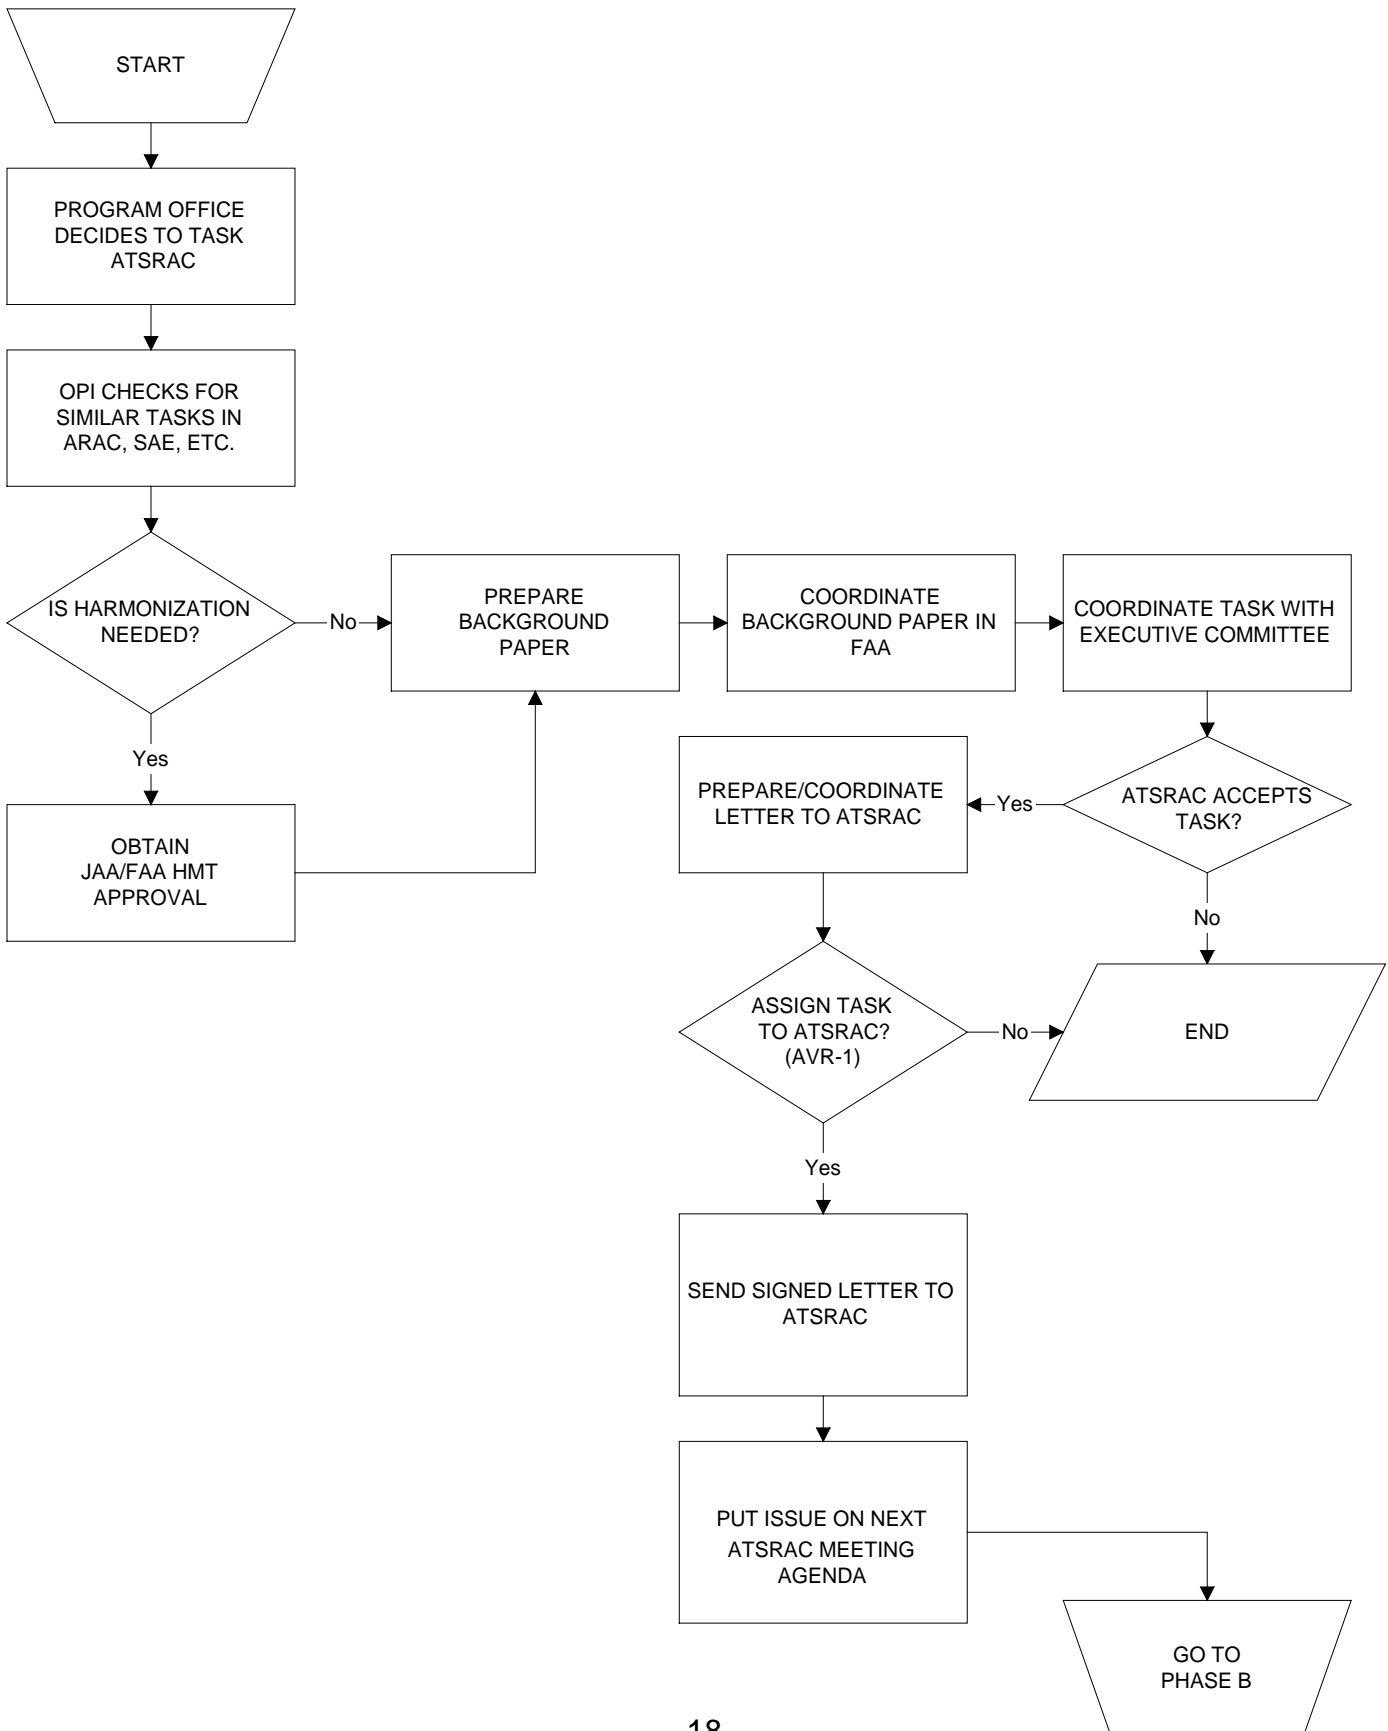 START
PROGRAM OFFICE
DECIDES TO TASK
ATSRAC
OPI CHECKS FOR
SIMILAR TASKS IN
ARAC, SAE, ETC.
IS HARMONIZATION
NEEDED?
No
Yes
OBTAIN
JAA/FAA HMT
APPROVAL
PREPARE
BACKGROUND
PAPER
COORDINATE
BACKGROUND PAPER IN
FAA
COORDINATE TASK WITH
EXECUTIVE COMMITTEE
ATSRAC ACCEPTS
TASK?
Yes
No
PREPARE/COORDINATE
LETTER TO ATSRAC
ASSIGN TASK
TO ATSRAC?
(AVR-1)
No
END
Yes
SEND SIGNED LETTER TO
ATSRAC
PUT ISSUE ON NEXT
ATSRAC MEETING
AGENDA
GO TO
PHASE B
18